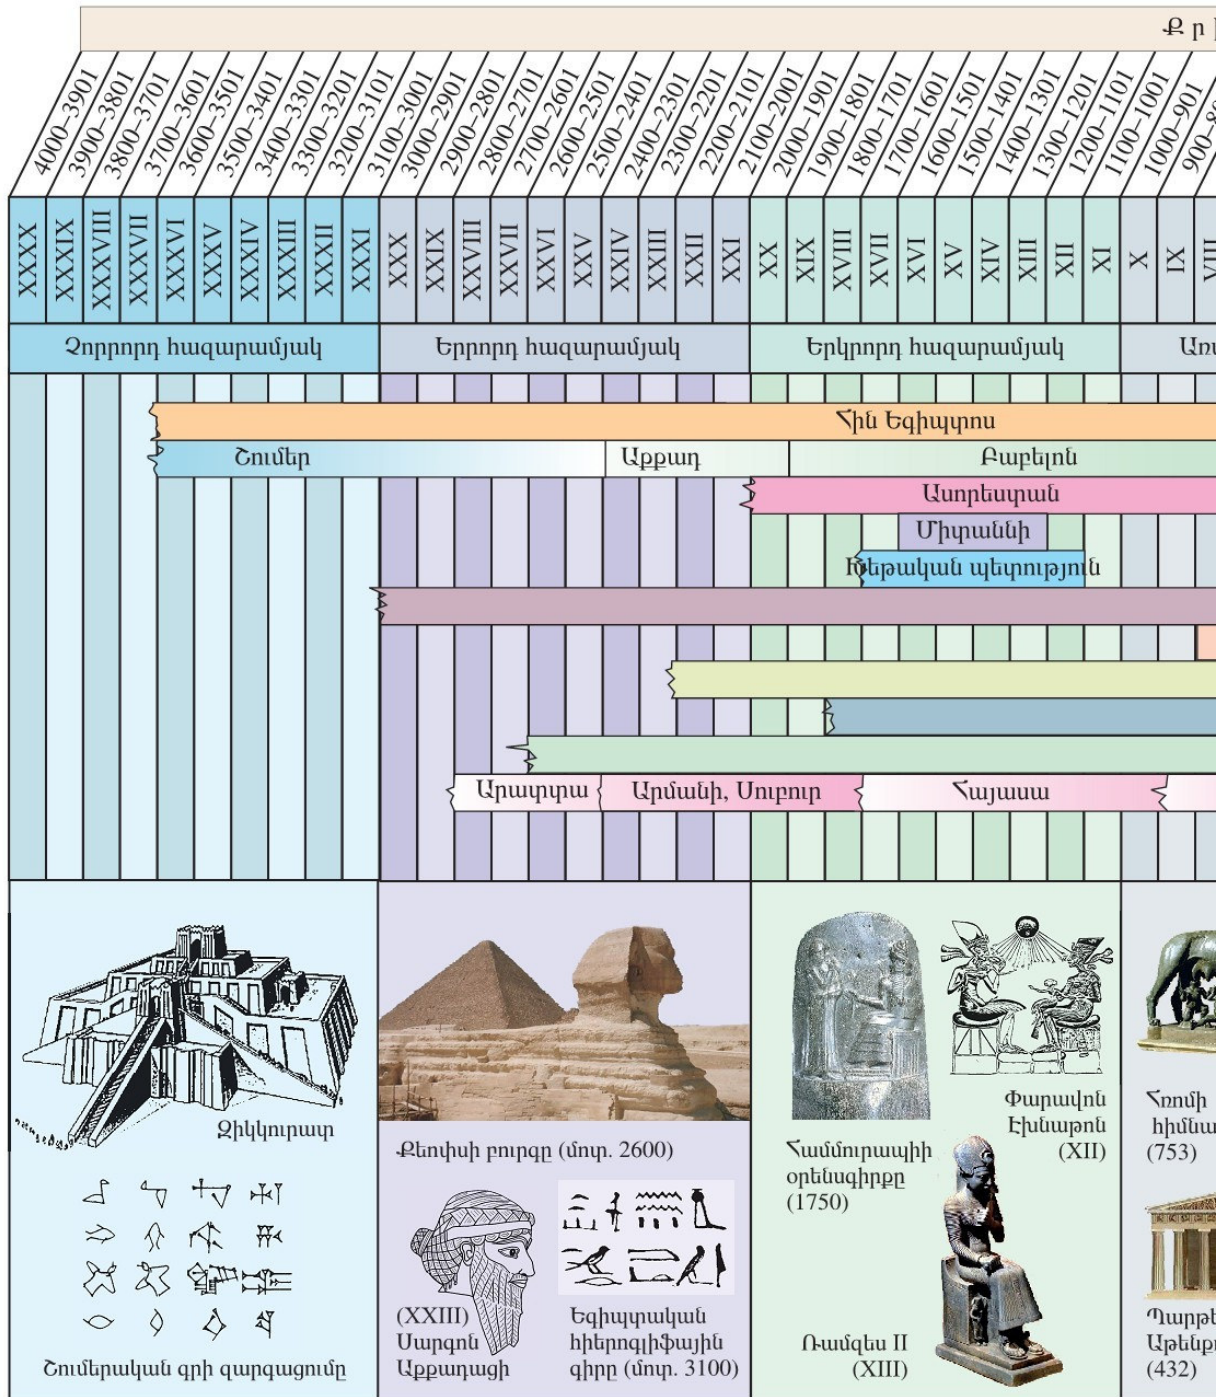 Ք ր ի
4000–3901
3900–3801
3800–3701
3700–3601
3600–3501
3500–3401
3400–3301
3300–3201
3200–3101
3100–3001
3000–2901
2900–2801
2800–2701
2700–2601
2600–2501
2500–2401
2400–2301
2300–2201
2200–2101
2100–2001
2000–1901
1900–1801
1800–1701
1700–1601
1600–1501
1500–1401
1400–1301
1300–1201
1200–1101
1100–1001
1000–901
XXXX
XXXIX
XXXVIII
XXXVII
XXXVI
XXXV
XXXIV
XXXIII
XXXII
XXXI
XXX
XXIX
XXVIII
XXVII
XXVI
XXV
XXIV
XXIII
XXII
XXI
XX
XIX
XVIII
XVII
XVI
XV
XIV
XIII
XII
XI
X
IX
VIII
Չորրորդ հազարամյակ
Երրորդ հազարամյակ
Երկրորդ հազարամյակ
Հին Եգիպտոս
Շումեր
Աքքադ
Բաբելոն
Ասորեստան
Միտաննի
Խեթական պետություն
Արատտա
Արմանի, Սուբուր
Հայասա
Զիկկուրատ
Շումերական գրի զարգացումը
Քեոփսի բուրգը (մոտ. 2600)
(XXIII)
Սարգոն
Աքքադացի
Եգիպտական
հիերոգլիֆային
գիրը (մոտ. 3100)
Համմուրապիի
օրենսգիրքը
(1750)
Փարավոն
Էխնաթոն
(XII)
Ռամզես II
(XIII)
Հռոմի
հիմնա
(753)
Պարթե
Աթենք
(432)